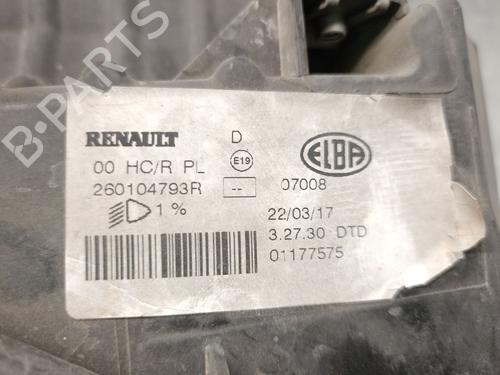 B-PARTS
RENAULT D ELBA
00 HC/R PL E19
260104793R -- 07008
1 % 22/03/17
3.27.30 DTD
01177575